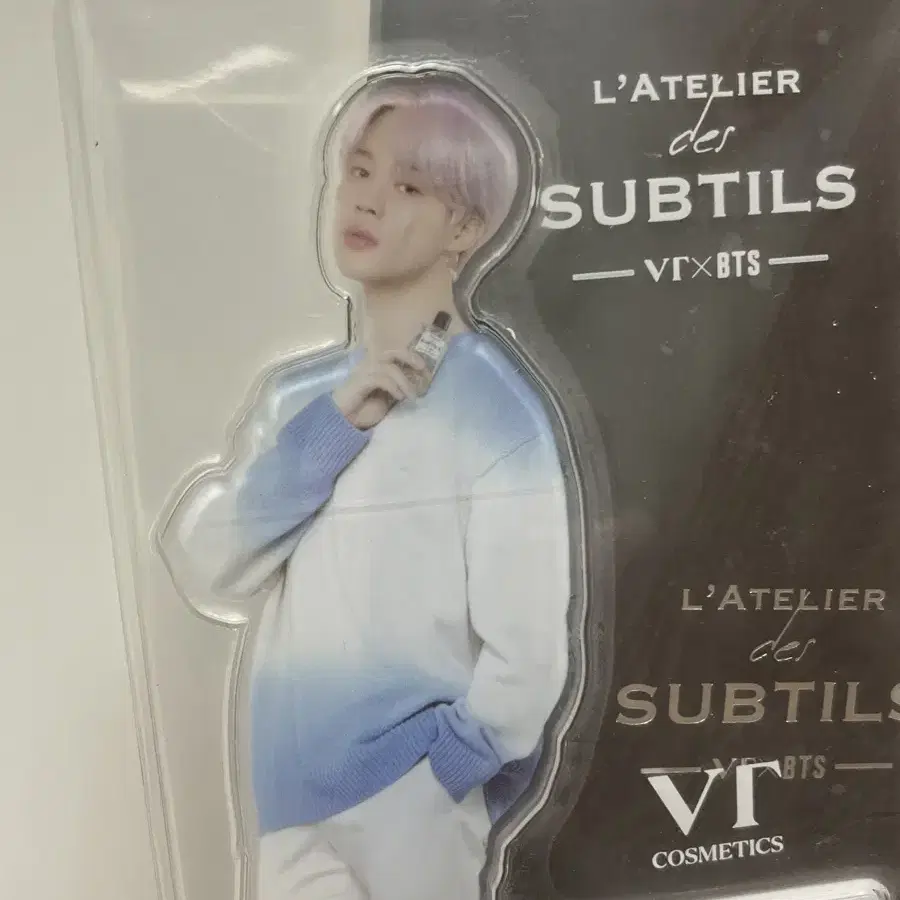 L'ATELIER
des
SUBTILS
VT×BTS
L'ATELIER
des
SUBTILS
VT×BTS
VT
COSMETICS